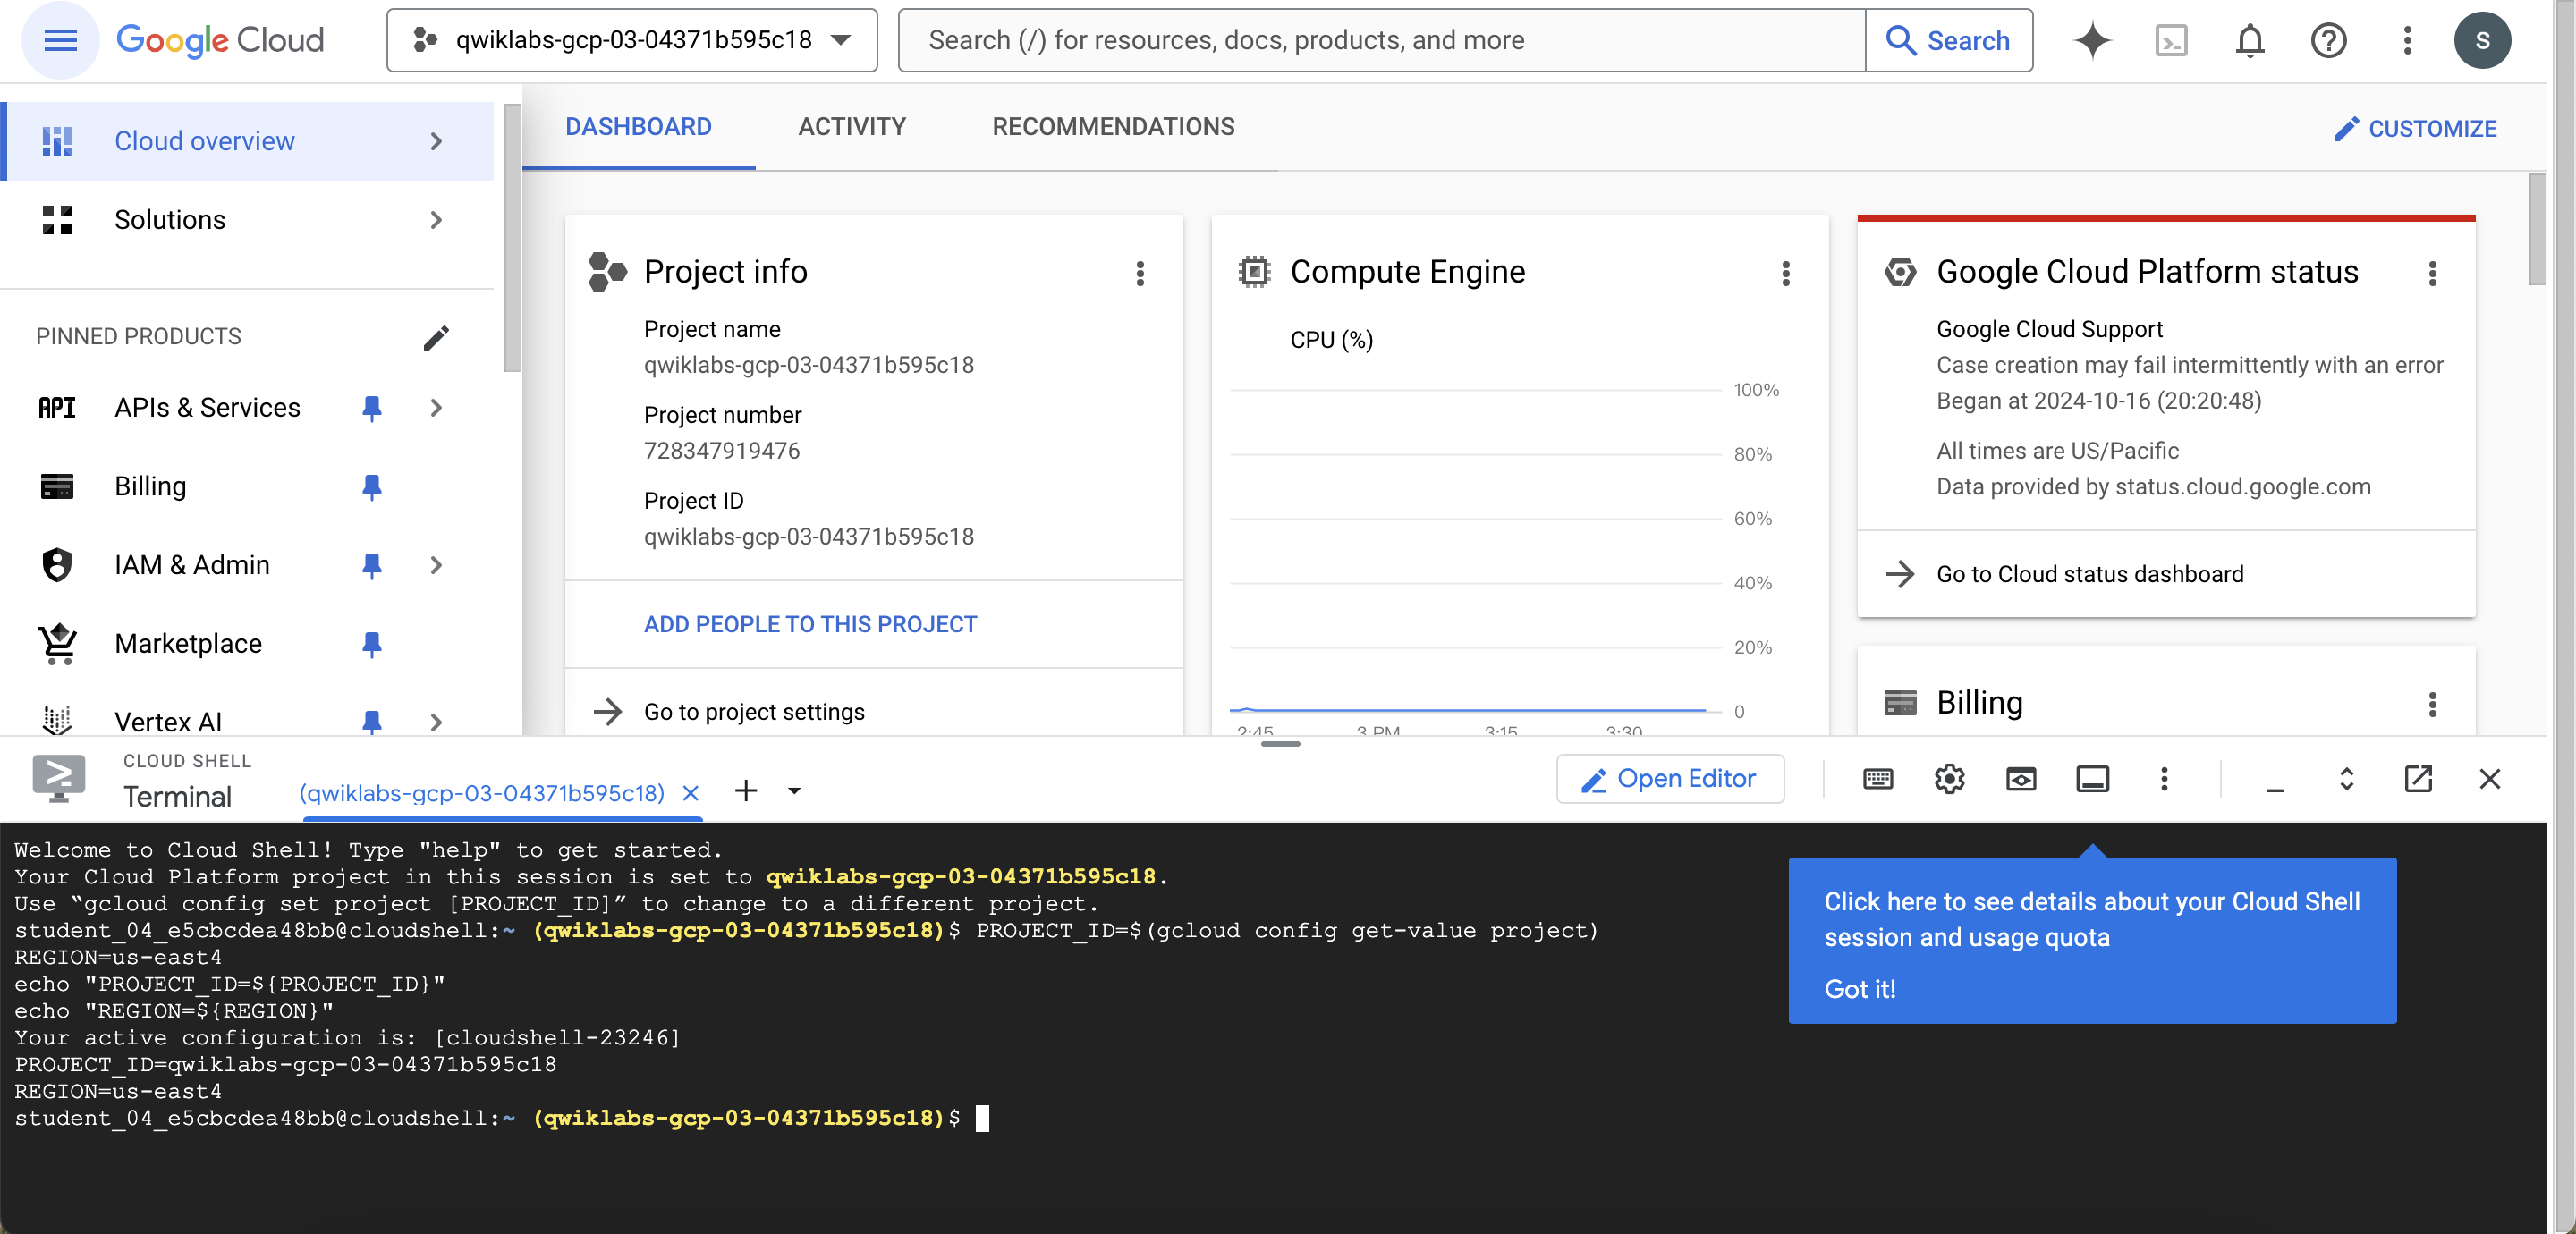 Google Cloud
qwiklabs-gcp-03-04371b595c18
Search (/) for resources, docs, products, and more
Search
S
Cloud overview
Solutions
PINNED PRODUCTS
API
APIs & Services
Billing
IAM & Admin
Marketplace
Vertex AI
DASHBOARD
ACTIVITY
RECOMMENDATIONS
CUSTOMIZE
Project info
Project name
qwiklabs-gcp-03-04371b595c18
Project number
728347919476
Project ID
qwiklabs-gcp-03-04371b595c18
ADD PEOPLE TO THIS PROJECT
Go to project settings
Compute Engine
CPU (%)
100%
80%
60%
40%
20%
0
2:45
3 PM
3:15
3:30
Google Cloud Platform status
Google Cloud Support
Case creation may fail intermittently with an error
Began at 2024-10-16 (20:20:48)
All times are US/Pacific
Data provided by status.cloud.google.com
Go to Cloud status dashboard
Billing
CLOUD SHELL
Terminal
(qwiklabs-gcp-03-04371b595c18)
Open Editor
Welcome to Cloud Shell! Type "help" to get started.
Your Cloud Platform project in this session is set to qwiklabs-gcp-03-04371b595c18.
Use “gcloud config set project [PROJECT_ID]” to change to a different project.
student_04_e5cbcdea48bb@cloudshell:~ (qwiklabs-gcp-03-04371b595c18)$ PROJECT_ID=$(gcloud config get-value project)
REGION=us-east4
echo "PROJECT_ID=${PROJECT_ID}"
echo "REGION=${REGION}"
Your active configuration is: [cloudshell-23246]
PROJECT_ID=qwiklabs-gcp-03-04371b595c18
REGION=us-east4
student_04_e5cbcdea48bb@cloudshell:~ (qwiklabs-gcp-03-04371b595c18)$
Click here to see details about your Cloud Shell
session and usage quota
Got it!